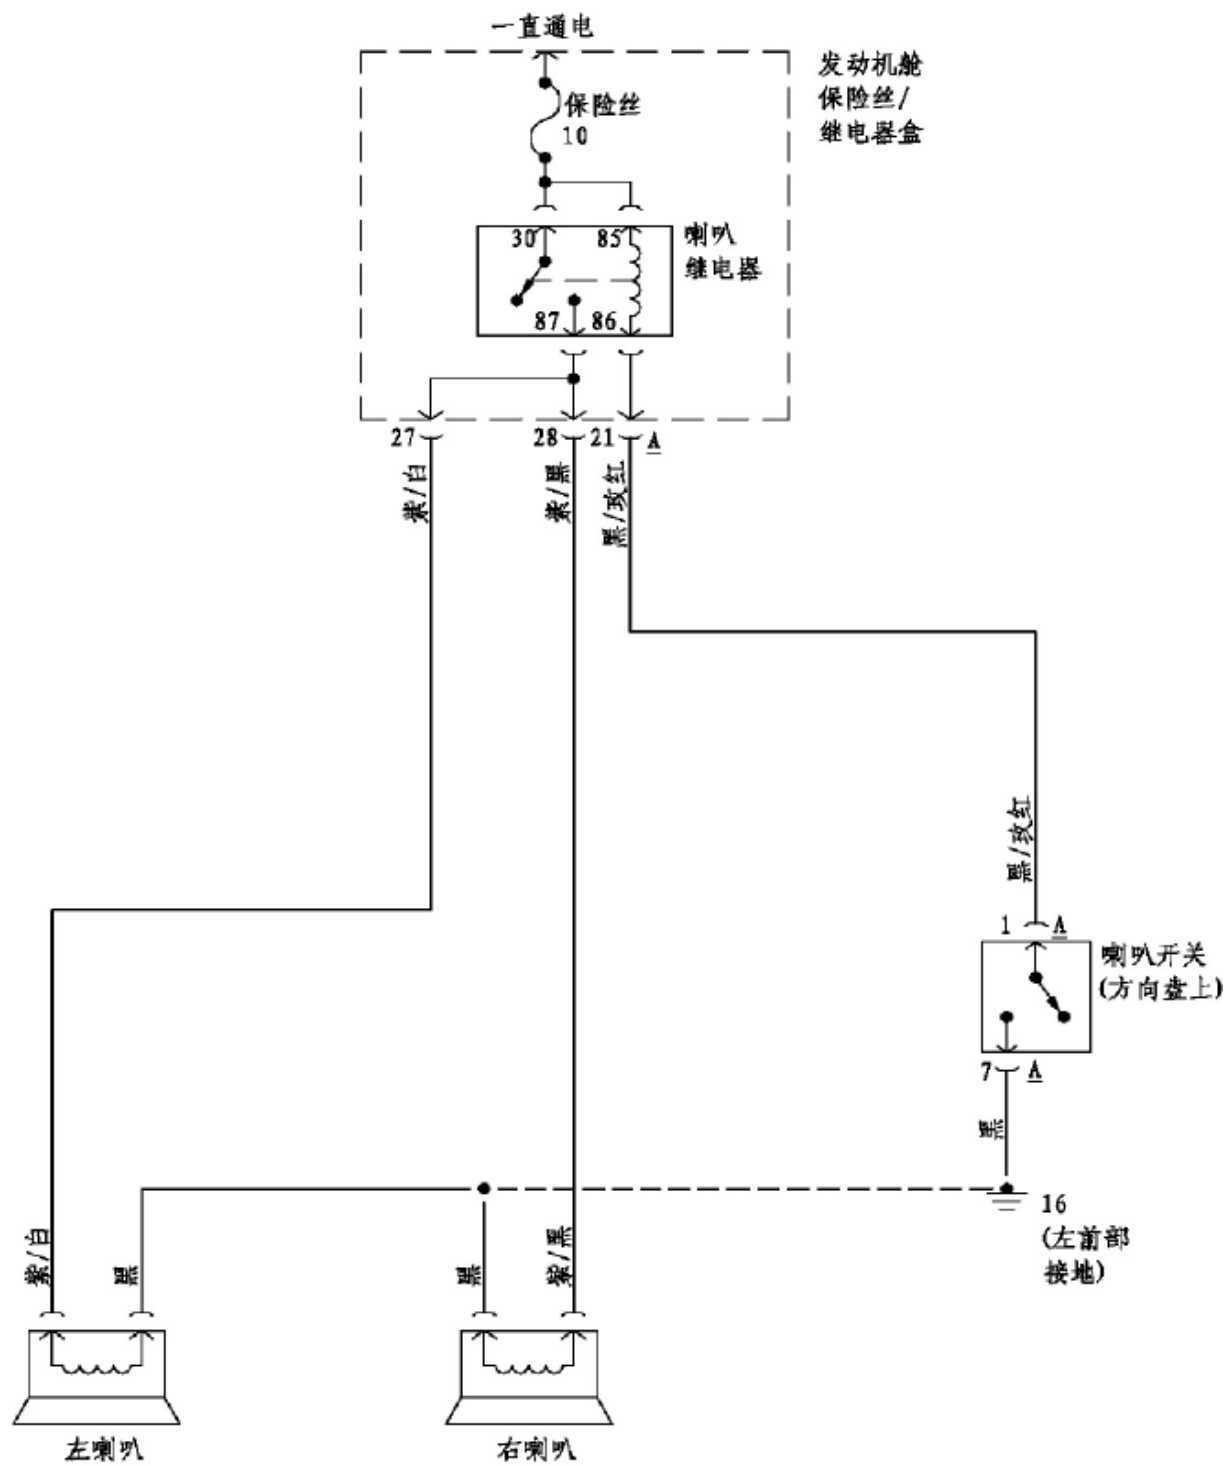 一直通电
发动机舱
保险丝/
继电器盒
保险丝
10
30
85
喇叭
继电器
87
86
27
28
21
A
紫/白
紫/黑
黑/玫红
黑/玫红
1
A
喇叭开关
(方向盘上)
7
A
黑
16
(左前部
接地)
紫/白
黑
黑
紫/黑
左喇叭
右喇叭